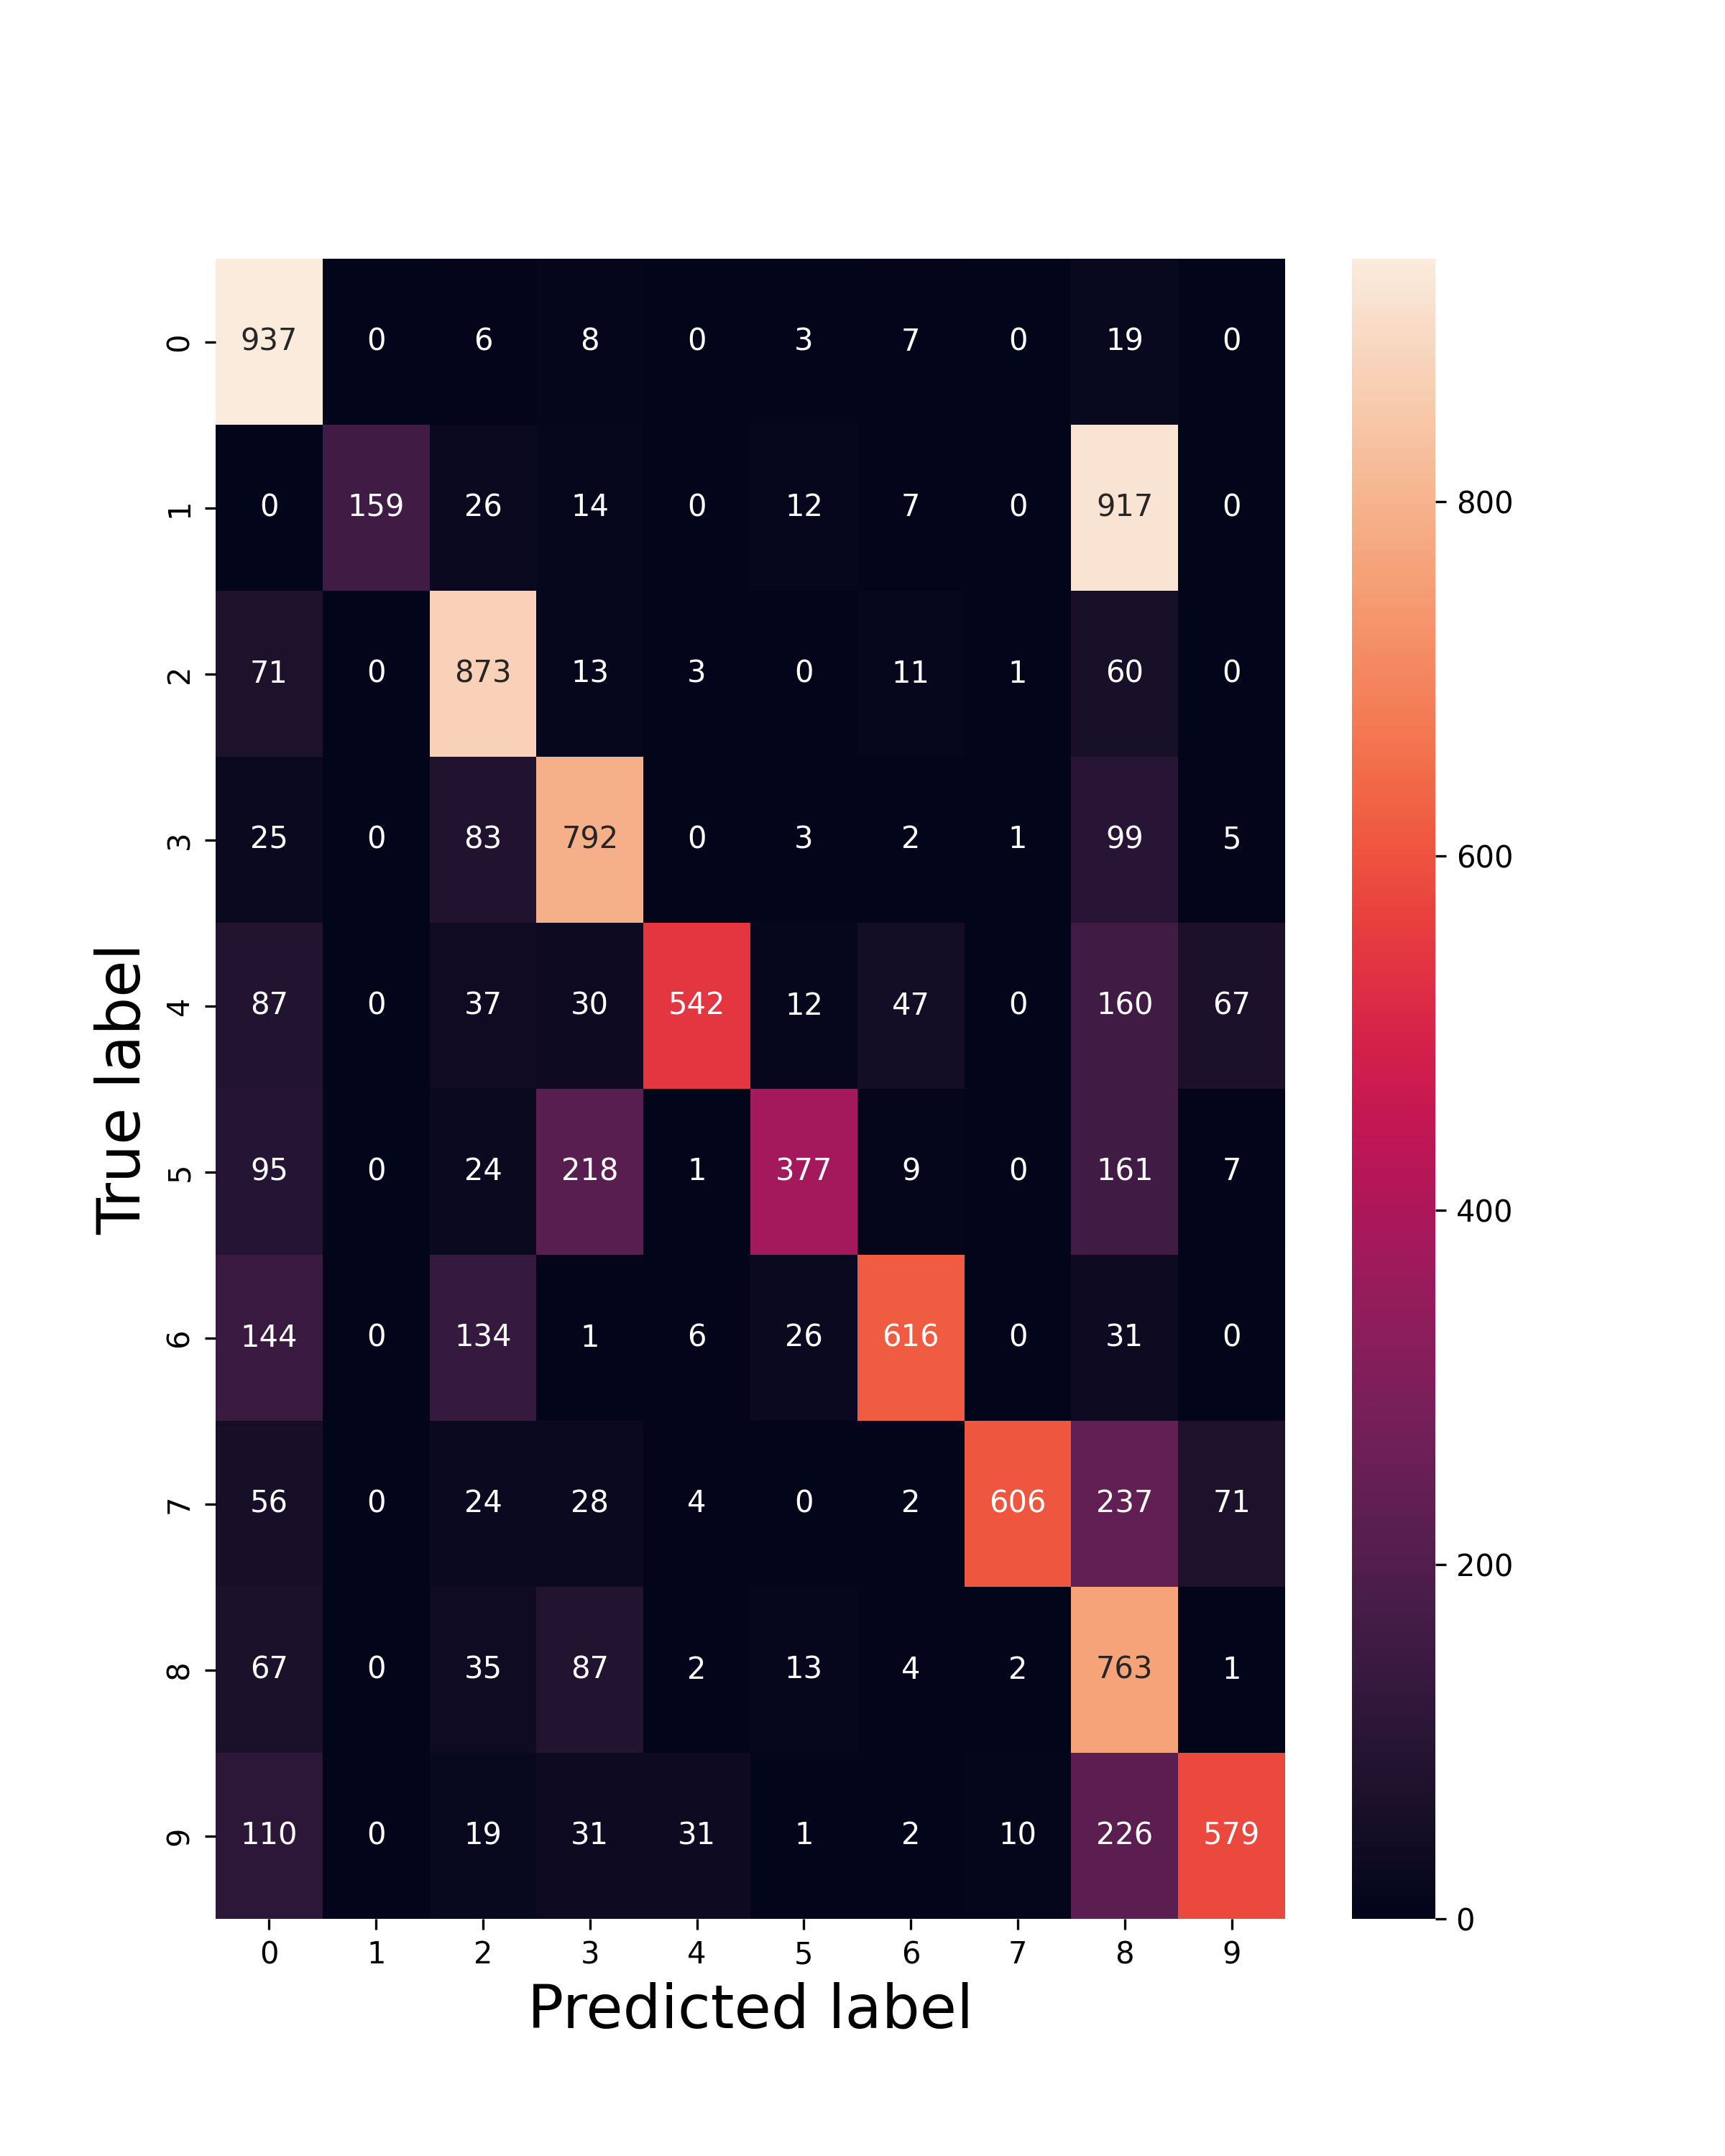 0 937 0 6 8 0 3 7 0 19 0
1 0 159 26 14 0 12 7 0 917 0
2 71 0 873 13 3 0 11 1 60 0
3 25 0 83 792 0 3 2 1 99 5
4 87 0 37 30 542 12 47 0 160 67
5 95 0 24 218 1 377 9 0 161 7
6 144 0 134 1 6 26 616 0 31 0
7 56 0 24 28 4 0 2 606 237 71
8 67 0 35 87 2 13 4 2 763 1
9 110 0 19 31 31 1 2 10 226 579
0 1 2 3 4 5 6 7 8 9
Predicted label
True label
800
600
400
200
0